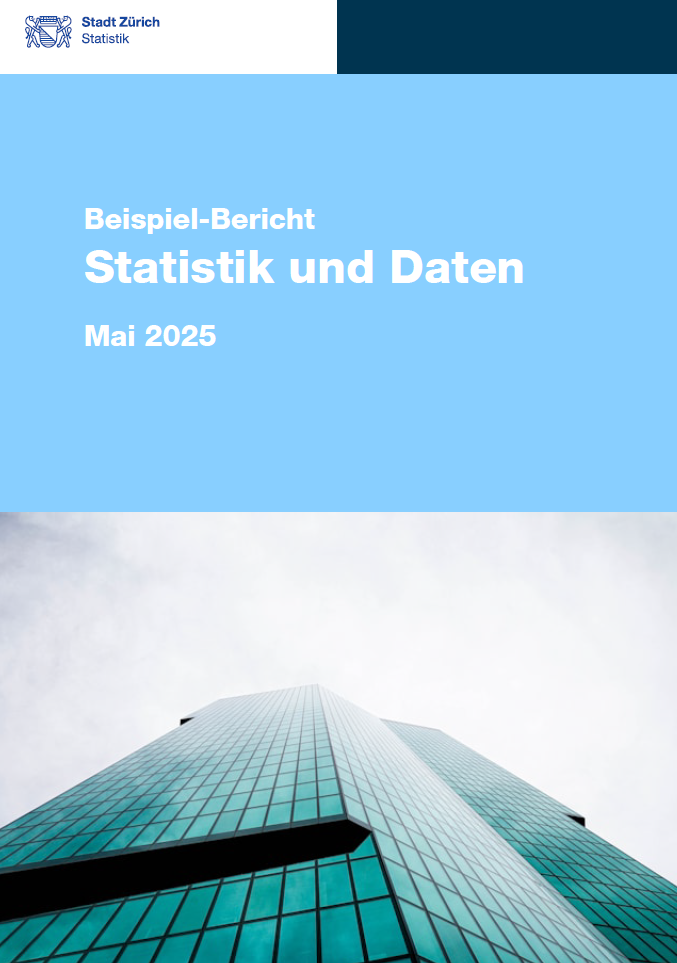 Stadt Zürich
Statistik
Beispiel-Bericht
Statistik und Daten
Mai 2025